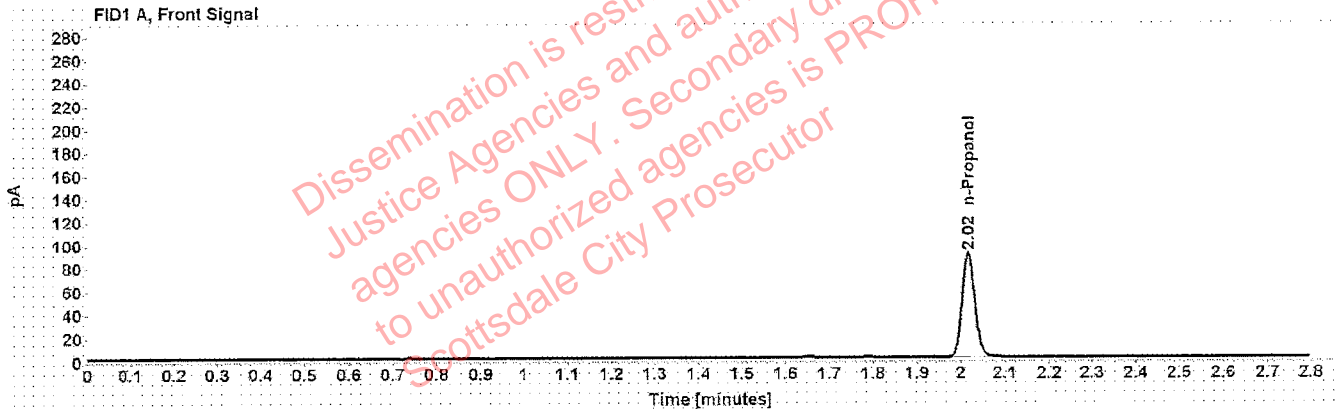 FID1 A, Front Signal
280
260
240
220
200
180
160
140
120
100
80
60
40
20
0
pA
2.02 n-Propanol
0 0.1 0.2 0.3 0.4 0.5 0.6 0.7 0.8 0.9 1 1.1 1.2 1.3 1.4 1.5 1.6 1.7 1.8 1.9 2 2.1 2.2 2.3 2.4 2.5 2.6 2.7 2.8
Time [minutes]
Dissemination is
Justice Agencies and
agencies ONLY. Secondary
to unauthorized agencies is
Scottsdale City Prosecutor